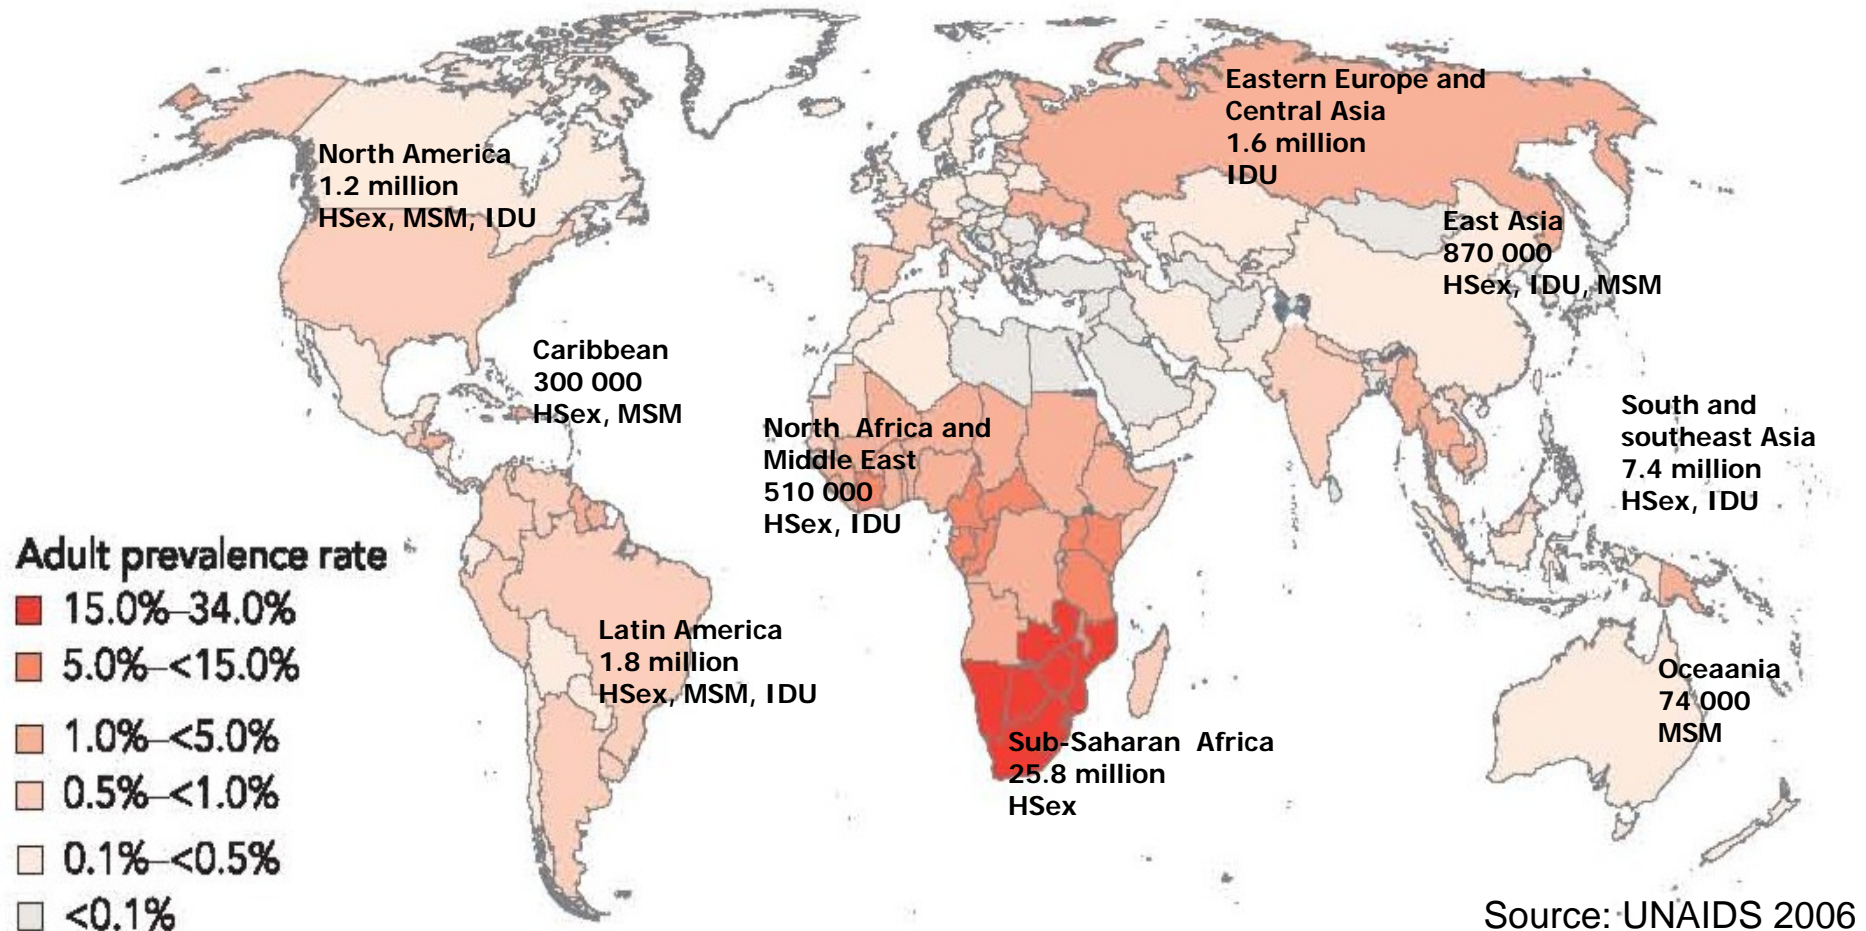 Eastern Europe and
Central Asia
1.6 million
IDU
North America
1.2 million
HSex, MSM, IDU
East Asia
870 000
HSex, IDU, MSM
Caribbean
300 000
HSex, MSM
North Africa and
Middle East
510 000
HSex, IDU
South and
southeast Asia
7.4 million
HSex, IDU
Latin America
1.8 million
HSex, MSM, IDU
Oceaania
74 000
MSM
Sub-Saharan Africa
25.8 million
HSex
Adult prevalence rate
15.0%–34.0%
5.0%–<15.0%
1.0%–<5.0%
0.5%–<1.0%
0.1%–<0.5%
<0.1%
Source: UNAIDS 2006